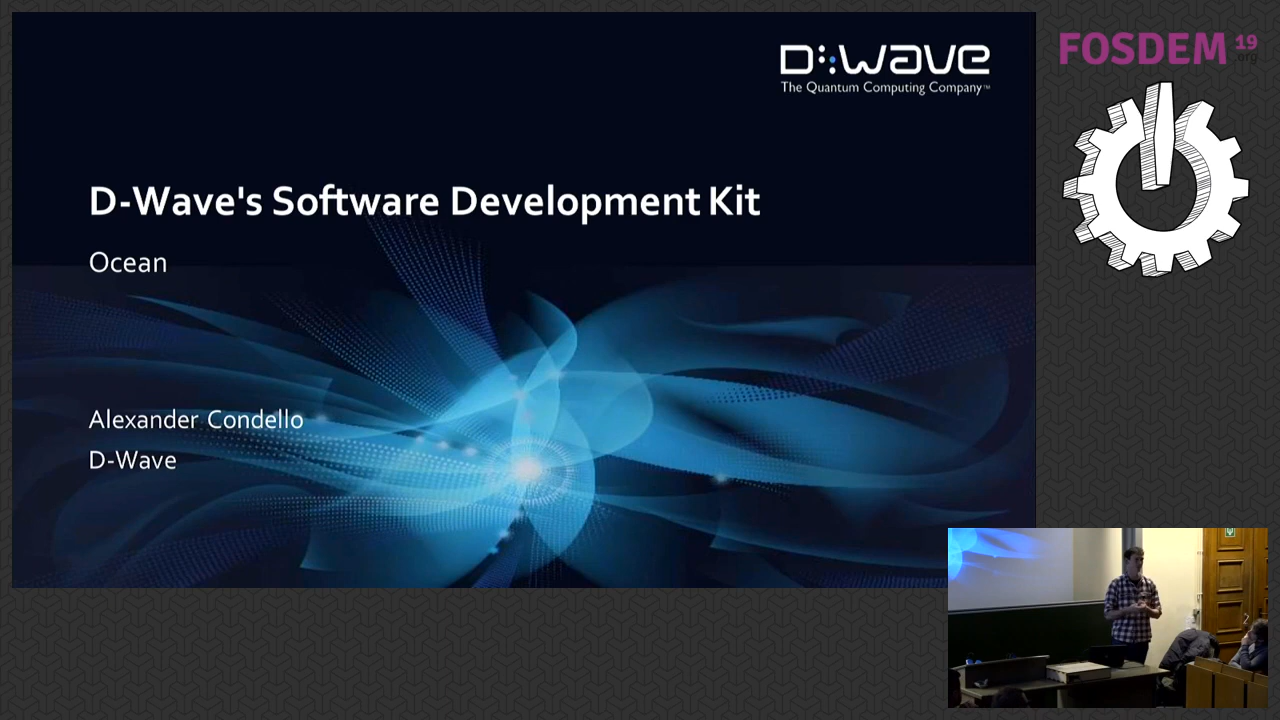 D:wave
The Quantum Computing Company™
FOSDEM 19
.org
D-Wave's Software Development Kit
Ocean
Alexander Condello
D-Wave